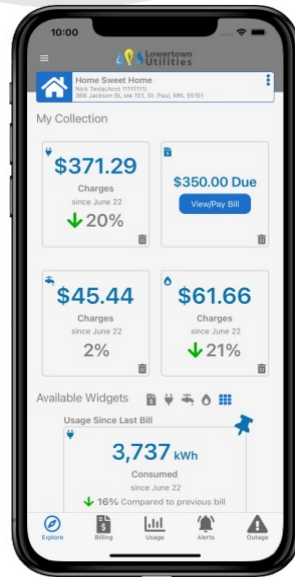 10:00
Lowertown
Utilities
Home Sweet Home
Nick Tesla(Acct 11111111)
366 Jackson St, ste 101, St. Paul, MN, 55101
My Collection
$371.29
Charges
since June 22
20%
$350.00 Due
View/Pay Bill
$45.44
Charges
since June 22
2%
$61.66
Charges
since June 22
21%
Available Widgets
Usage Since Last Bill
3,737 kWh
Consumed
since June 22
16% Compared to previous bill
Explore Billing Usage Alerts Outage